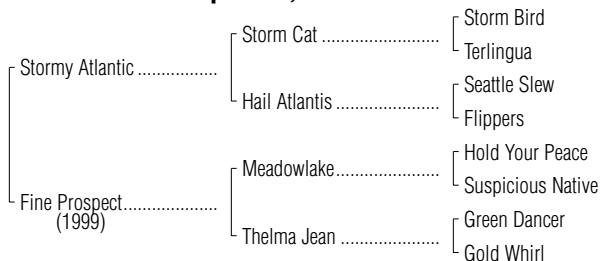 Storm Bird
Storm Cat ........................
Terlingua
Stormy Atlantic ................
Seattle Slew
Hail Atlantis .....................
Flippers
Hold Your Peace
Meadowlake.....................
Suspicious Native
Fine Prospect...................
(1999)
Green Dancer
Thelma Jean ....................
Gold Whirl